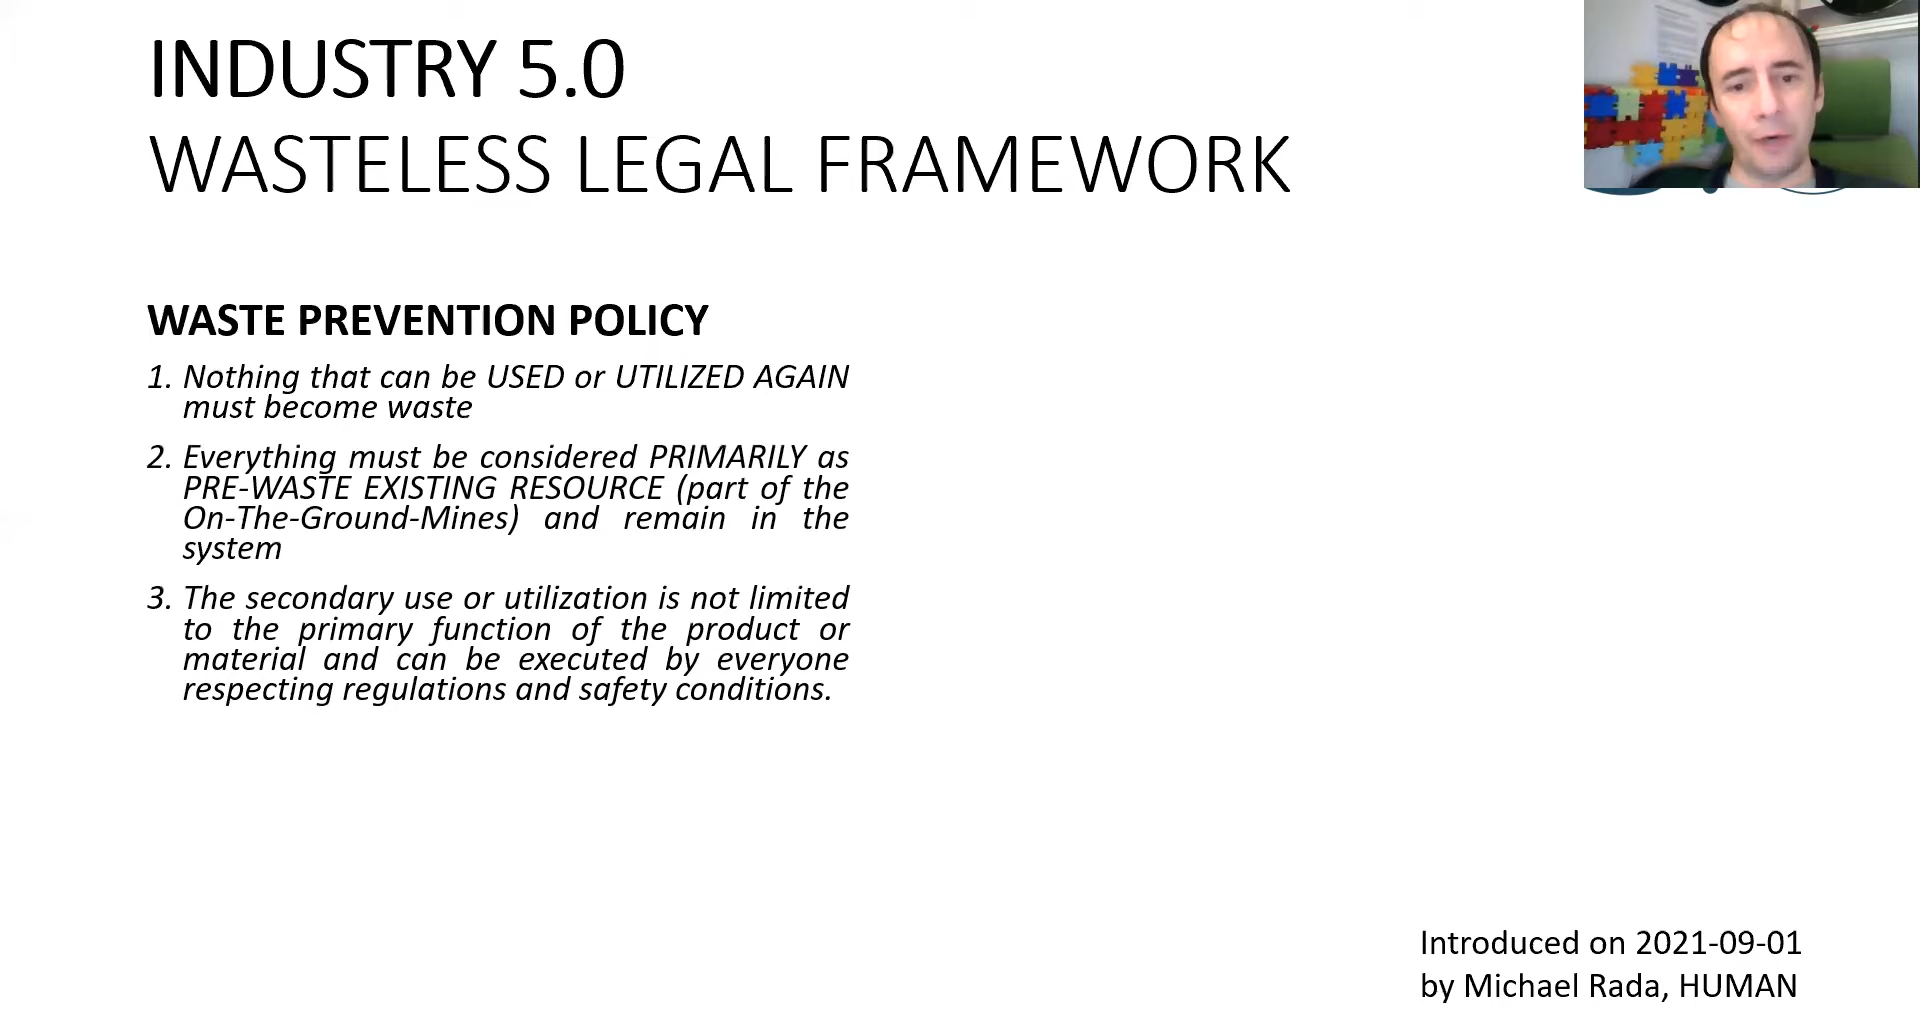 INDUSTRY 5.0
WASTELESS LEGAL FRAMEWORK
WASTE PREVENTION POLICY
1. Nothing that can be USED or UTILIZED AGAIN
must become waste
2. Everything must be considered PRIMARILY as
PRE-WASTE EXISTING RESOURCE (part of the
On-The-Ground-Mines) and remain in the
system
3. The secondary use or utilization is not limited
to the primary function of the product or
material and can be executed by everyone
respecting regulations and safety conditions.
Introduced on 2021-09-01
by Michael Rada, HUMAN